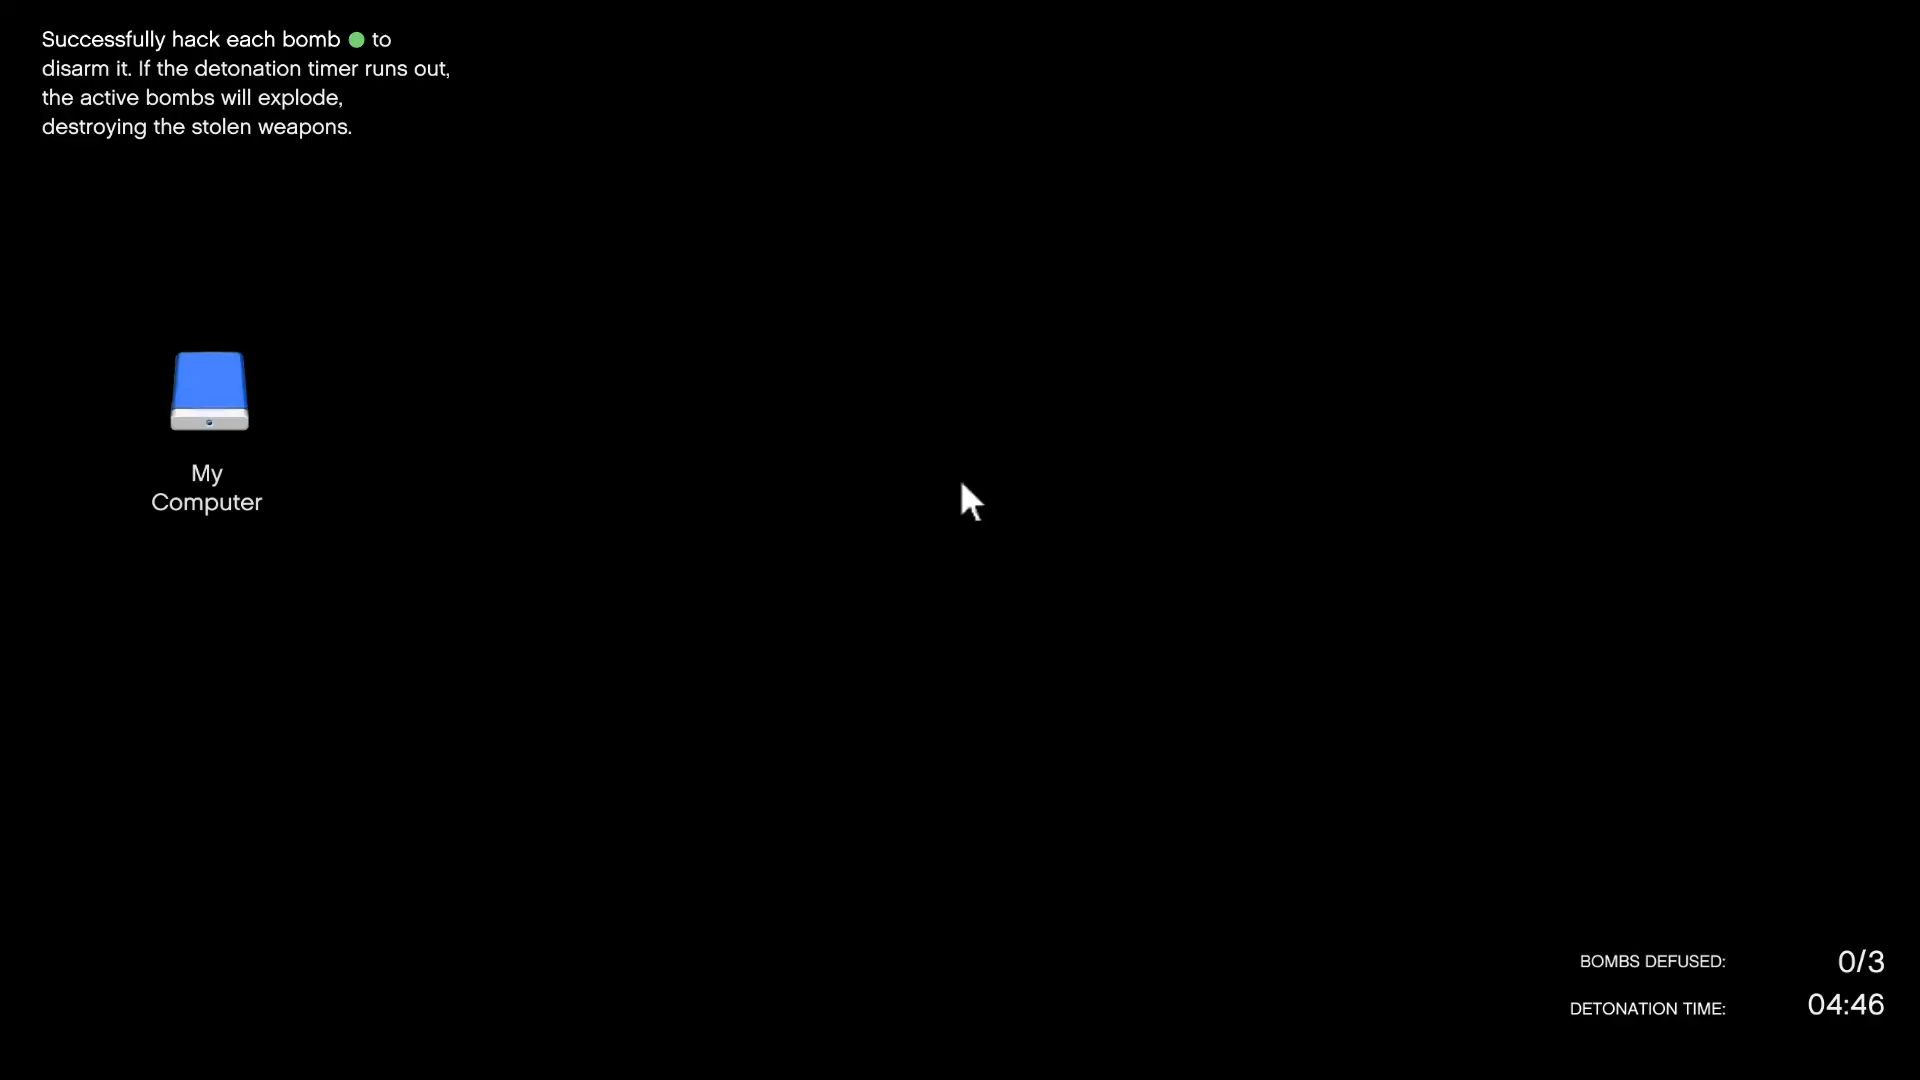 Successfully hack each bomb to
disarm it. If the detonation timer runs out,
the active bombs will explode,
destroying the stolen weapons.
My
Computer
BOMBS DEFUSED: 0/3
DETONATION TIME: 04:46